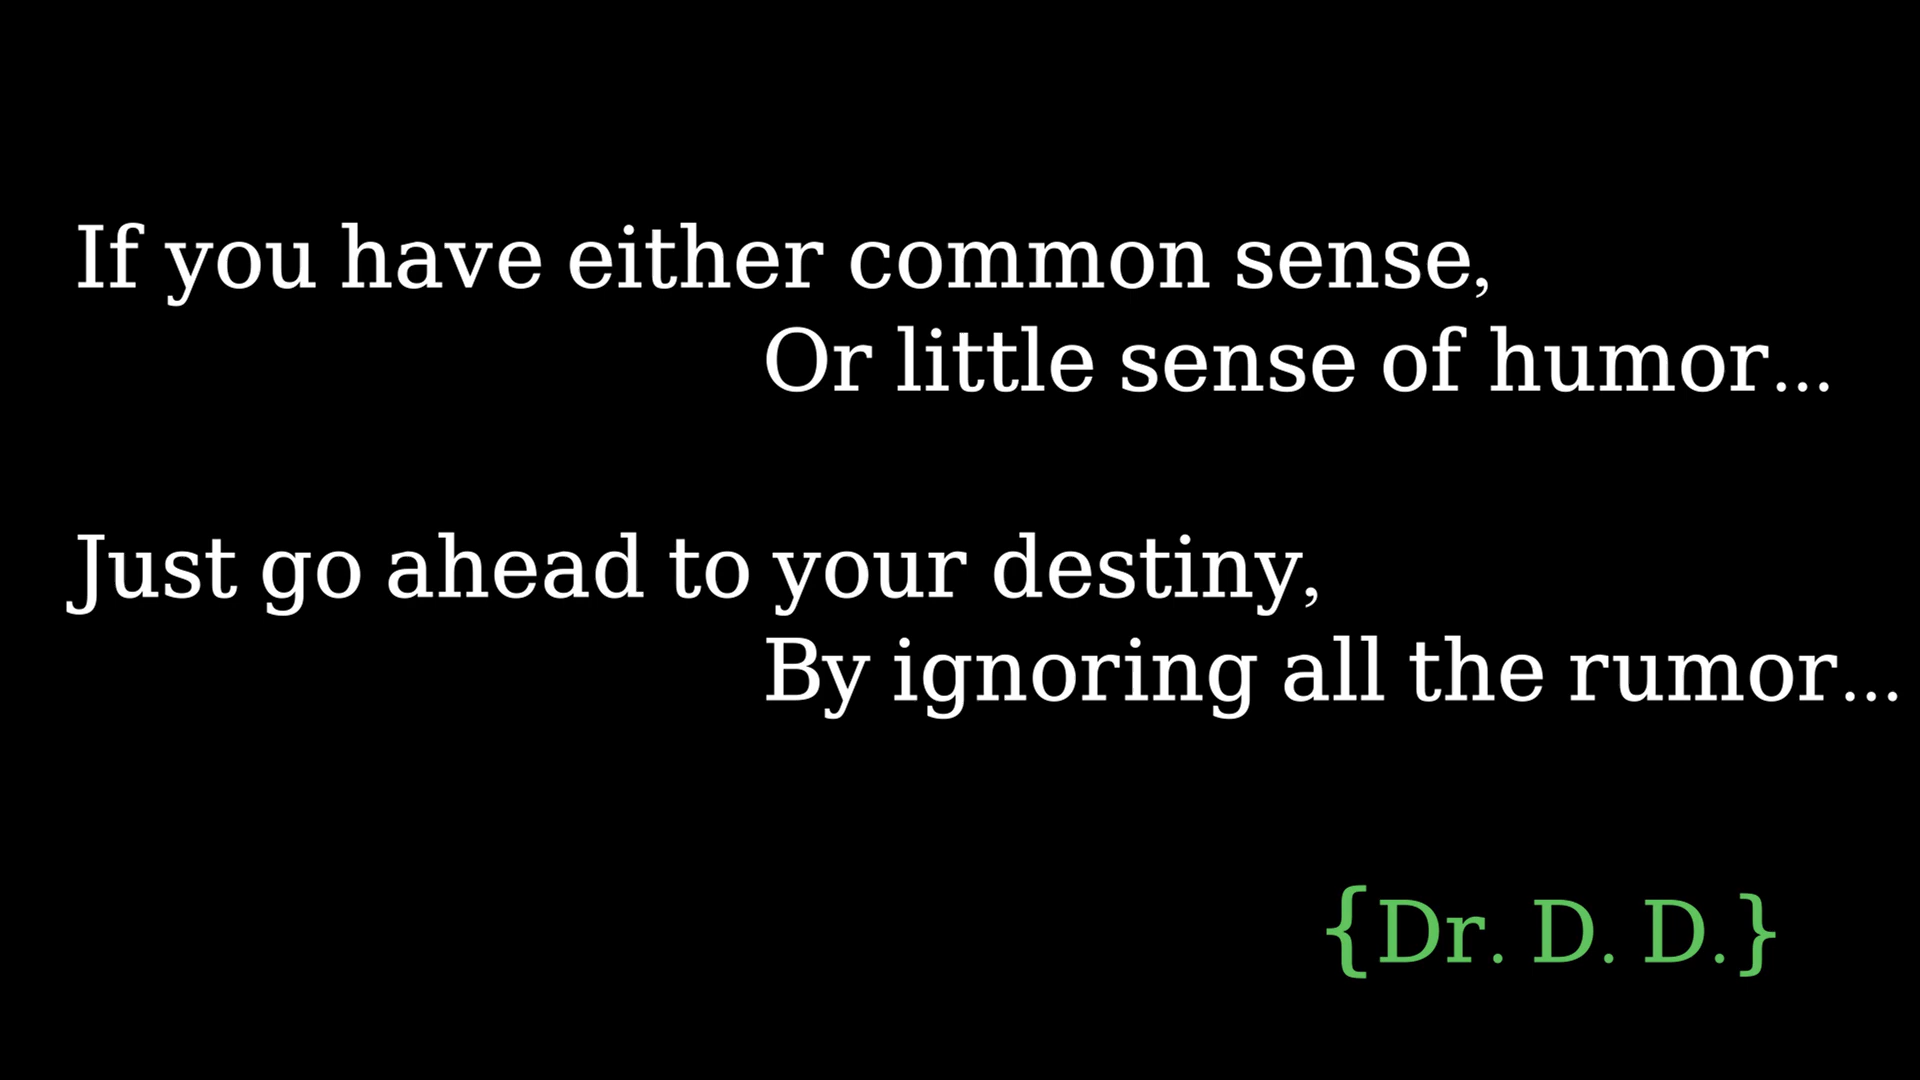 If you have either common sense,
Or little sense of humor...
Just go ahead to your destiny,
By ignoring all the rumor...
{Dr. D. D.}